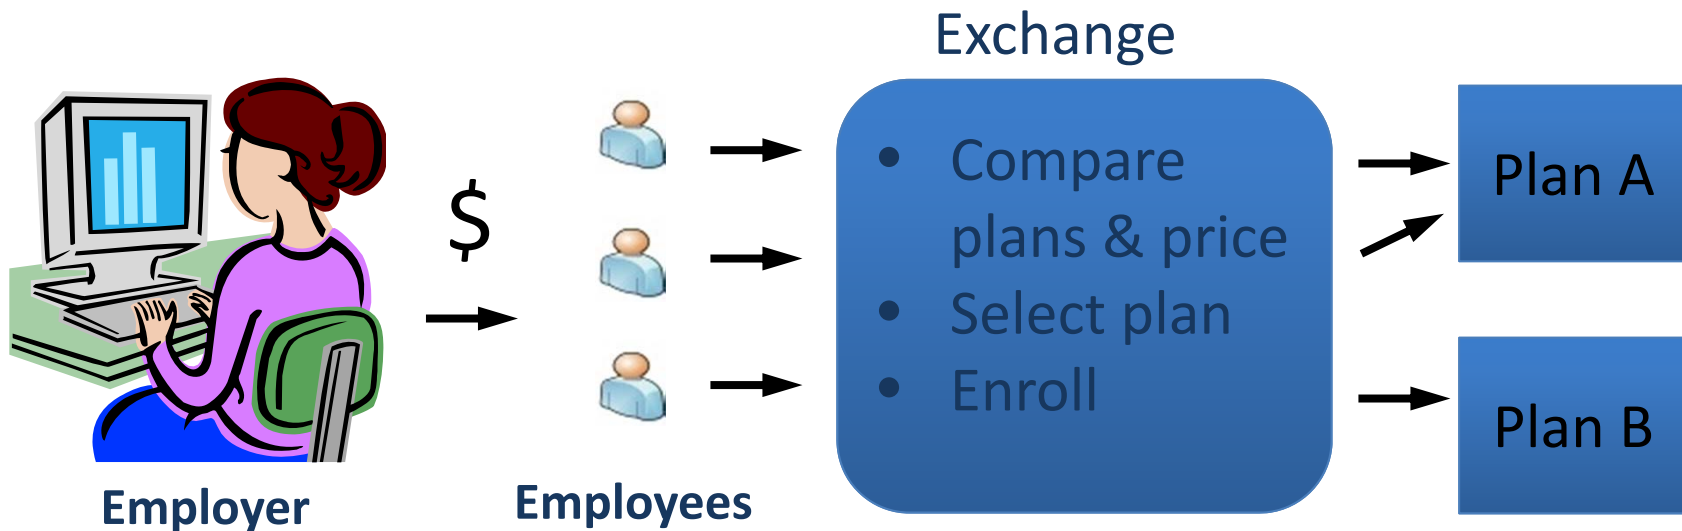 Exchange
$
• Compare
plans & price
• Select plan
• Enroll
Plan A
Plan B
Employer
Employees